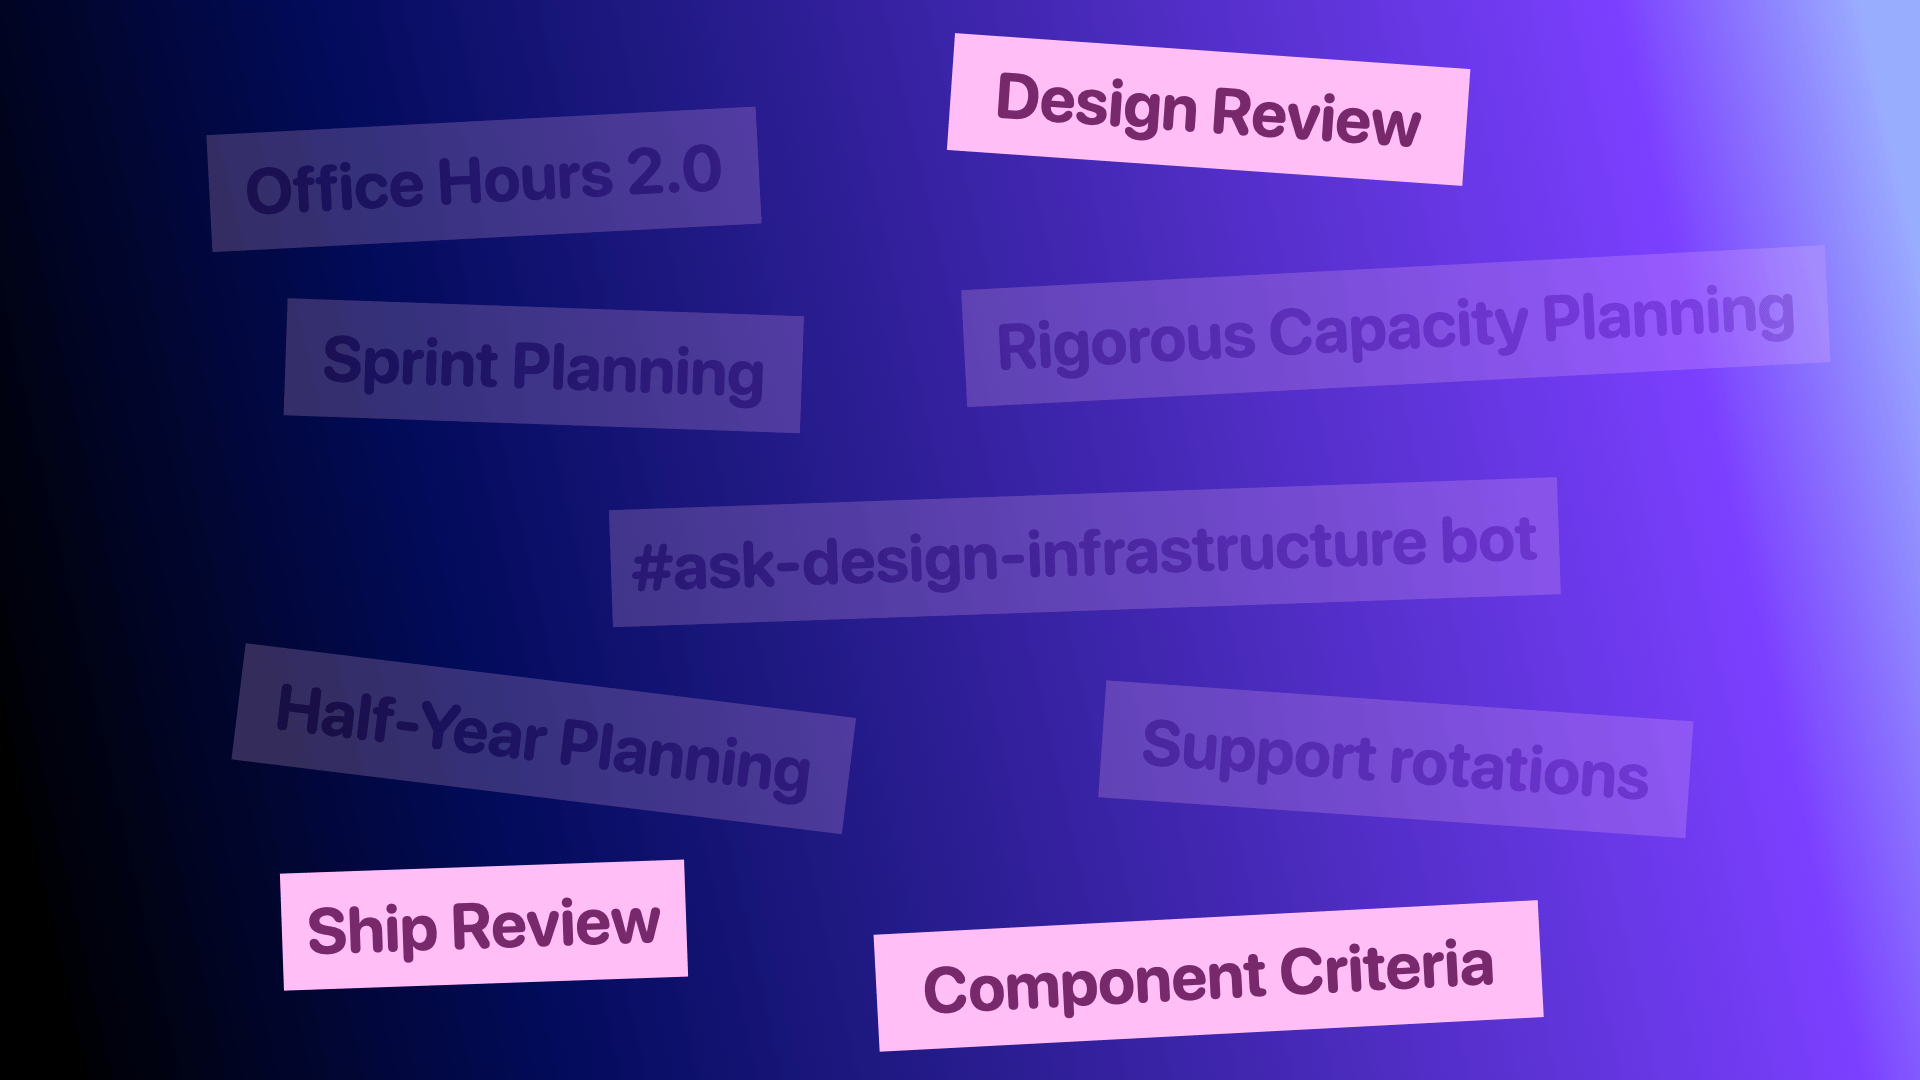 Design Review
Office Hours 2.0
Rigorous Capacity Planning
Sprint Planning
#ask-design-infrastructure bot
Half-Year Planning
Support rotations
Ship Review
Component Criteria